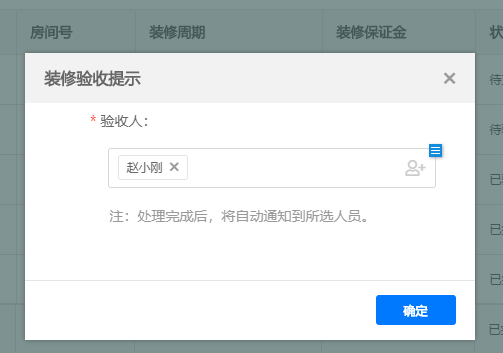 房间号 装修周期 装修保证金
装修验收提示
* 验收人：
赵小刚
注：处理完成后，将自动通知到所选人员。
确定